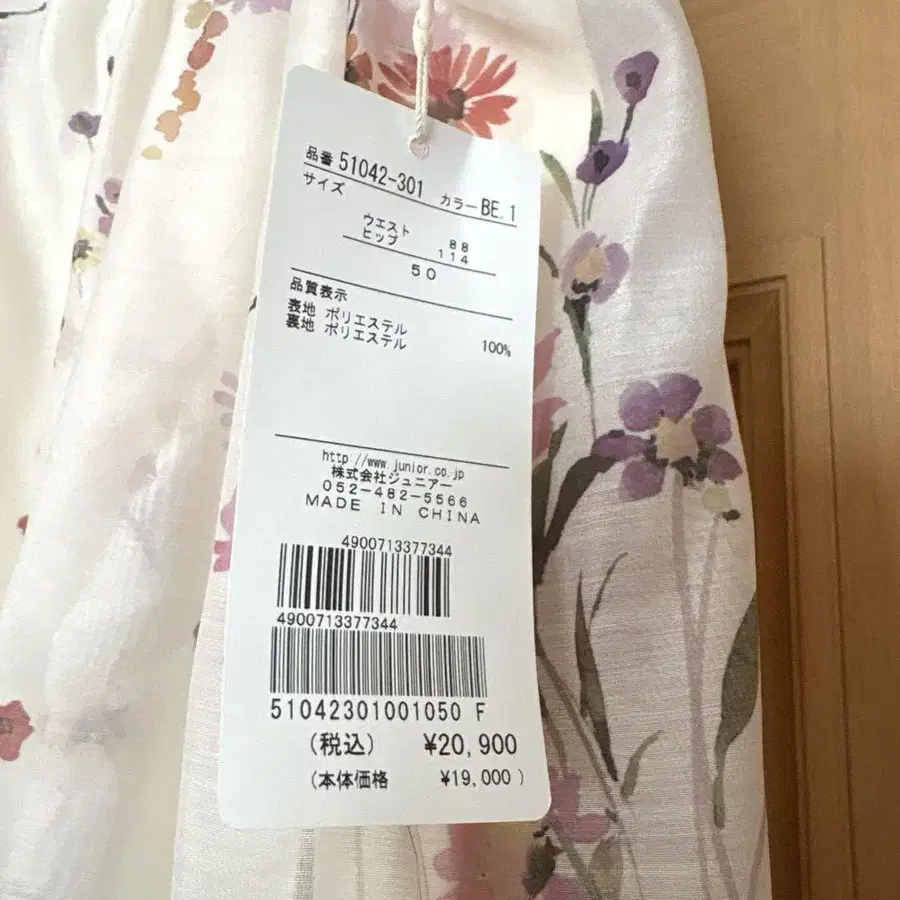 品番 51042-301 カラー BE.1
サイズ
ウエスト 88
ヒップ 114
50
品質表示
表地 ポリエステル
裏地 ポリエステル 100%
http://www.junior.co.jp
株式会社ジュニアー
052-482-5566
MADE IN CHINA
4900713377344
4900713377344
51042301001050 F
(税込) ¥20,900
(本体価格 ¥19,000)